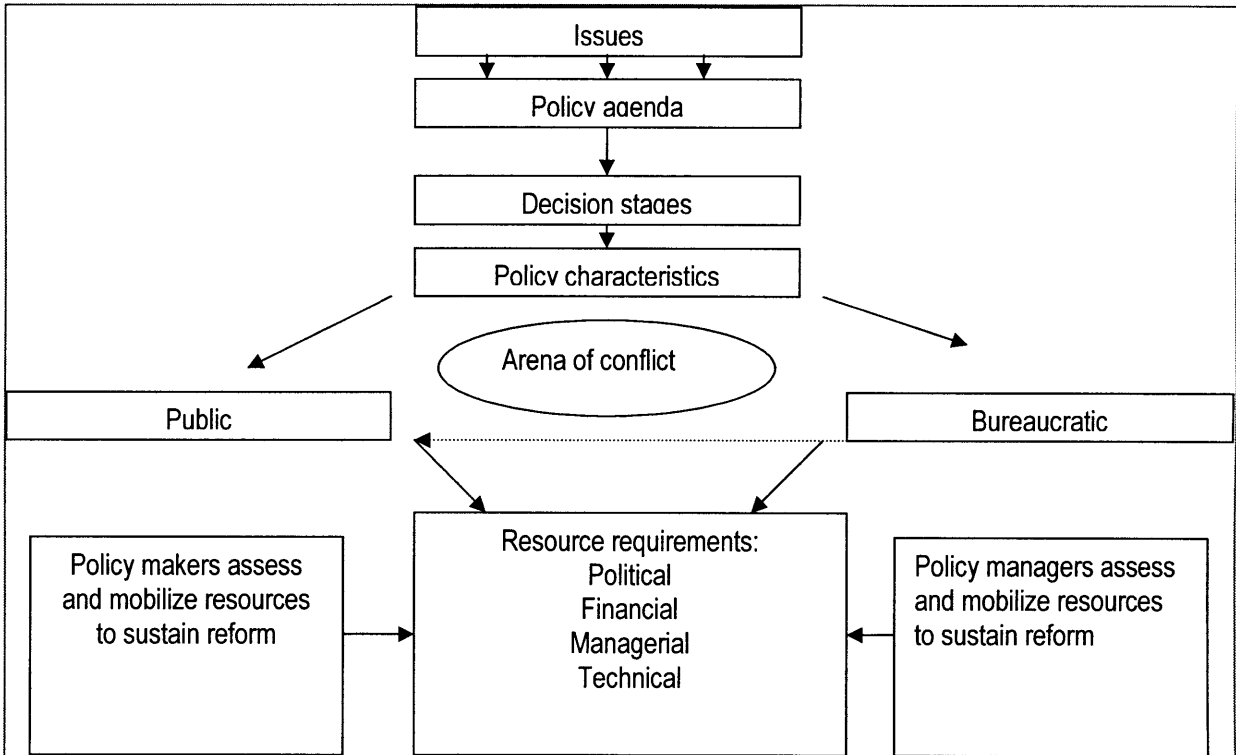 Issues
Policy agenda
Decision stages
Policy characteristics
Arena of conflict
Public
Bureaucratic
Policy makers assess
and mobilize resources
to sustain reform
Resource requirements:
Political
Financial
Managerial
Technical
Policy managers assess
and mobilize resources
to sustain reform